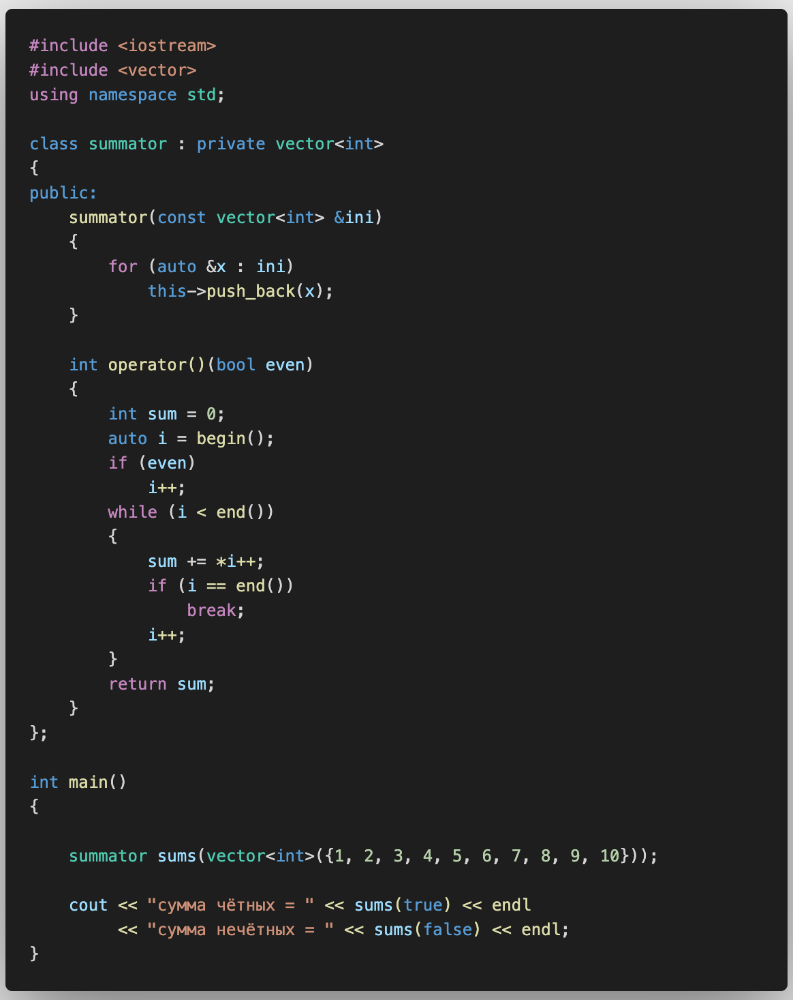 #include <iostream>
#include <vector>
using namespace std;
class summator : private vector<int>
{
public:
    summator(const vector<int> &ini)
    {
        for (auto &x : ini)
            this->push_back(x);
    }
    int operator()(bool even)
    {
        int sum = 0;
        auto i = begin();
        if (even)
            i++;
        while (i < end())
        {
            sum += *i++;
            if (i == end())
                break;
            i++;
        }
        return sum;
    }
};
int main()
{
    summator sums(vector<int>({1, 2, 3, 4, 5, 6, 7, 8, 9, 10}));
    cout << "сумма чётных = " << sums(true) << endl
         << "сумма нечётных = " << sums(false) << endl;
}